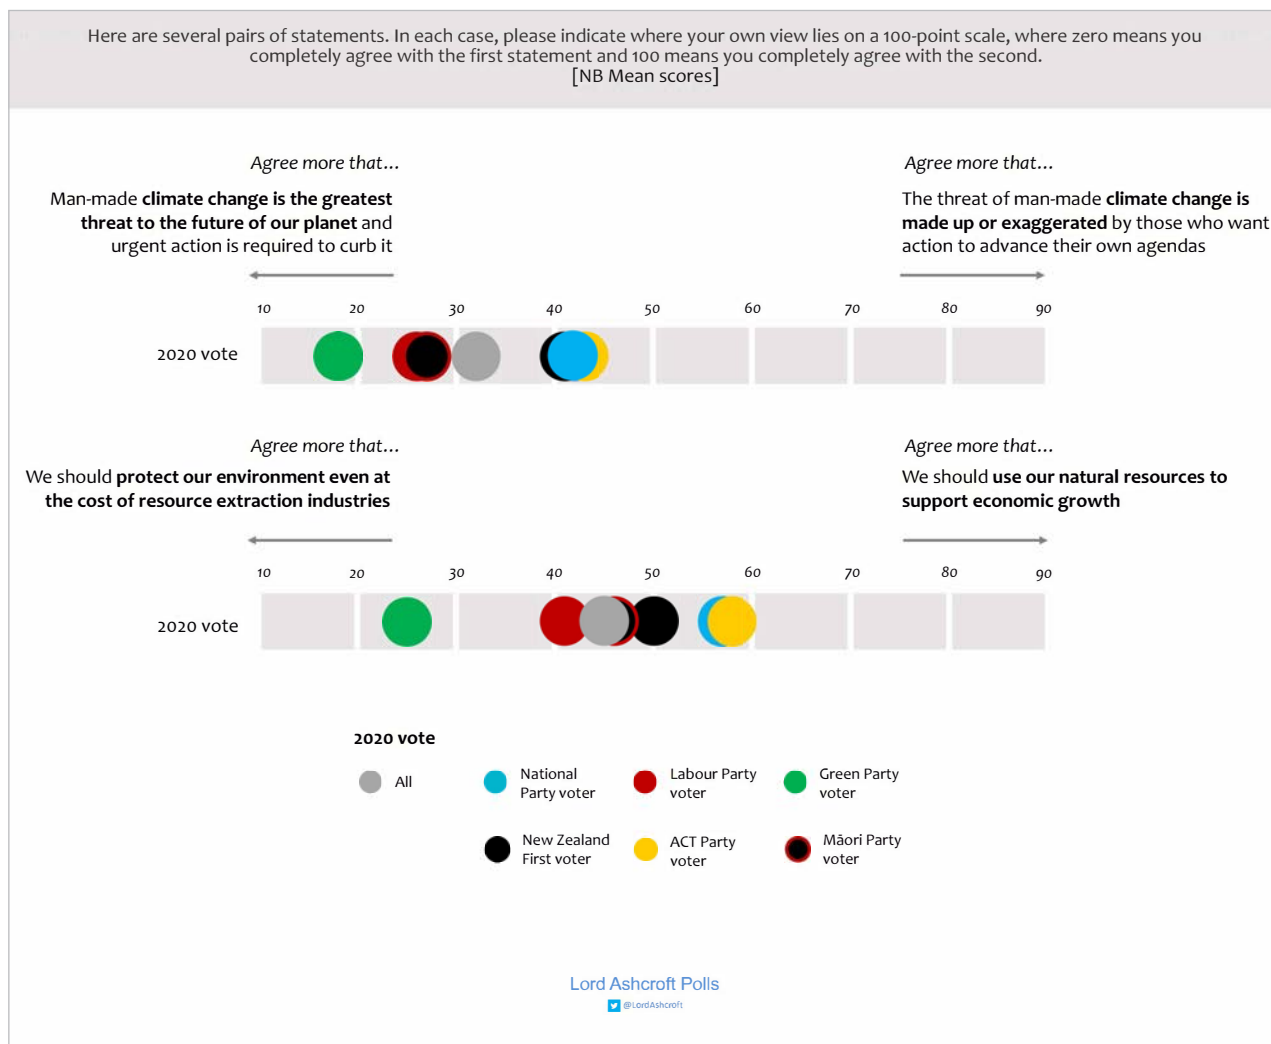 Here are several pairs of statements. In each case, please indicate where your own view lies on a 100-point scale, where zero means you
completely agree with the first statement and 100 means you completely agree with the second.
[NB Mean scores]
Agree more that…
Man-made climate change is the greatest
threat to the future of our planet and
urgent action is required to curb it
Agree more that…
The threat of man-made climate change is
made up or exaggerated by those who want
action to advance their own agendas
10 20 30 40 50 60 70 80 90
2020 vote
Agree more that…
We should protect our environment even at
the cost of resource extraction industries
Agree more that…
We should use our natural resources to
support economic growth
10 20 30 40 50 60 70 80 90
2020 vote
2020 vote
All
National
Party voter
Labour Party
voter
Green Party
voter
New Zealand
First voter
ACT Party
voter
Māori Party
voter
Lord Ashcroft Polls
@LordAshcroft